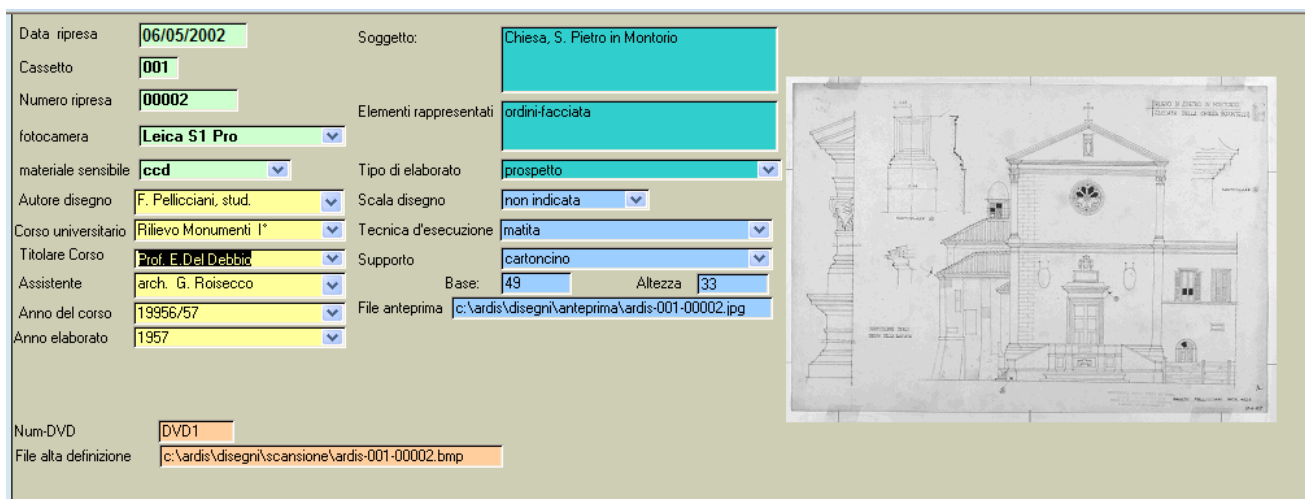 Data ripresa 06/05/2002
Cassetto 001
Numero ripresa 00002
fotocamera Leica S1 Pro
materiale sensibile ccd
Autore disegno F. Pellicciani, stud.
Corso universitario Rilievo Monumenti I°
Titolare Corso Prof. E.Del Debbio
Assistente arch. G. Roisecco
Anno del corso 19956/57
Anno elaborato 1957
Soggetto: Chiesa, S. Pietro in Montorio
Elementi rappresentati ordini-facciata
Tipo di elaborato prospetto
Scala disegno non indicata
Tecnica d'esecuzione matita
Supporto cartoncino
Base: 49 Altezza 33
File anteprima c:\ardis\disegni\anteprima\ardis-001-00002.jpg
Num-DVD DVD1
File alta definizione c:\ardis\disegni\scansione\ardis-001-00002.bmp